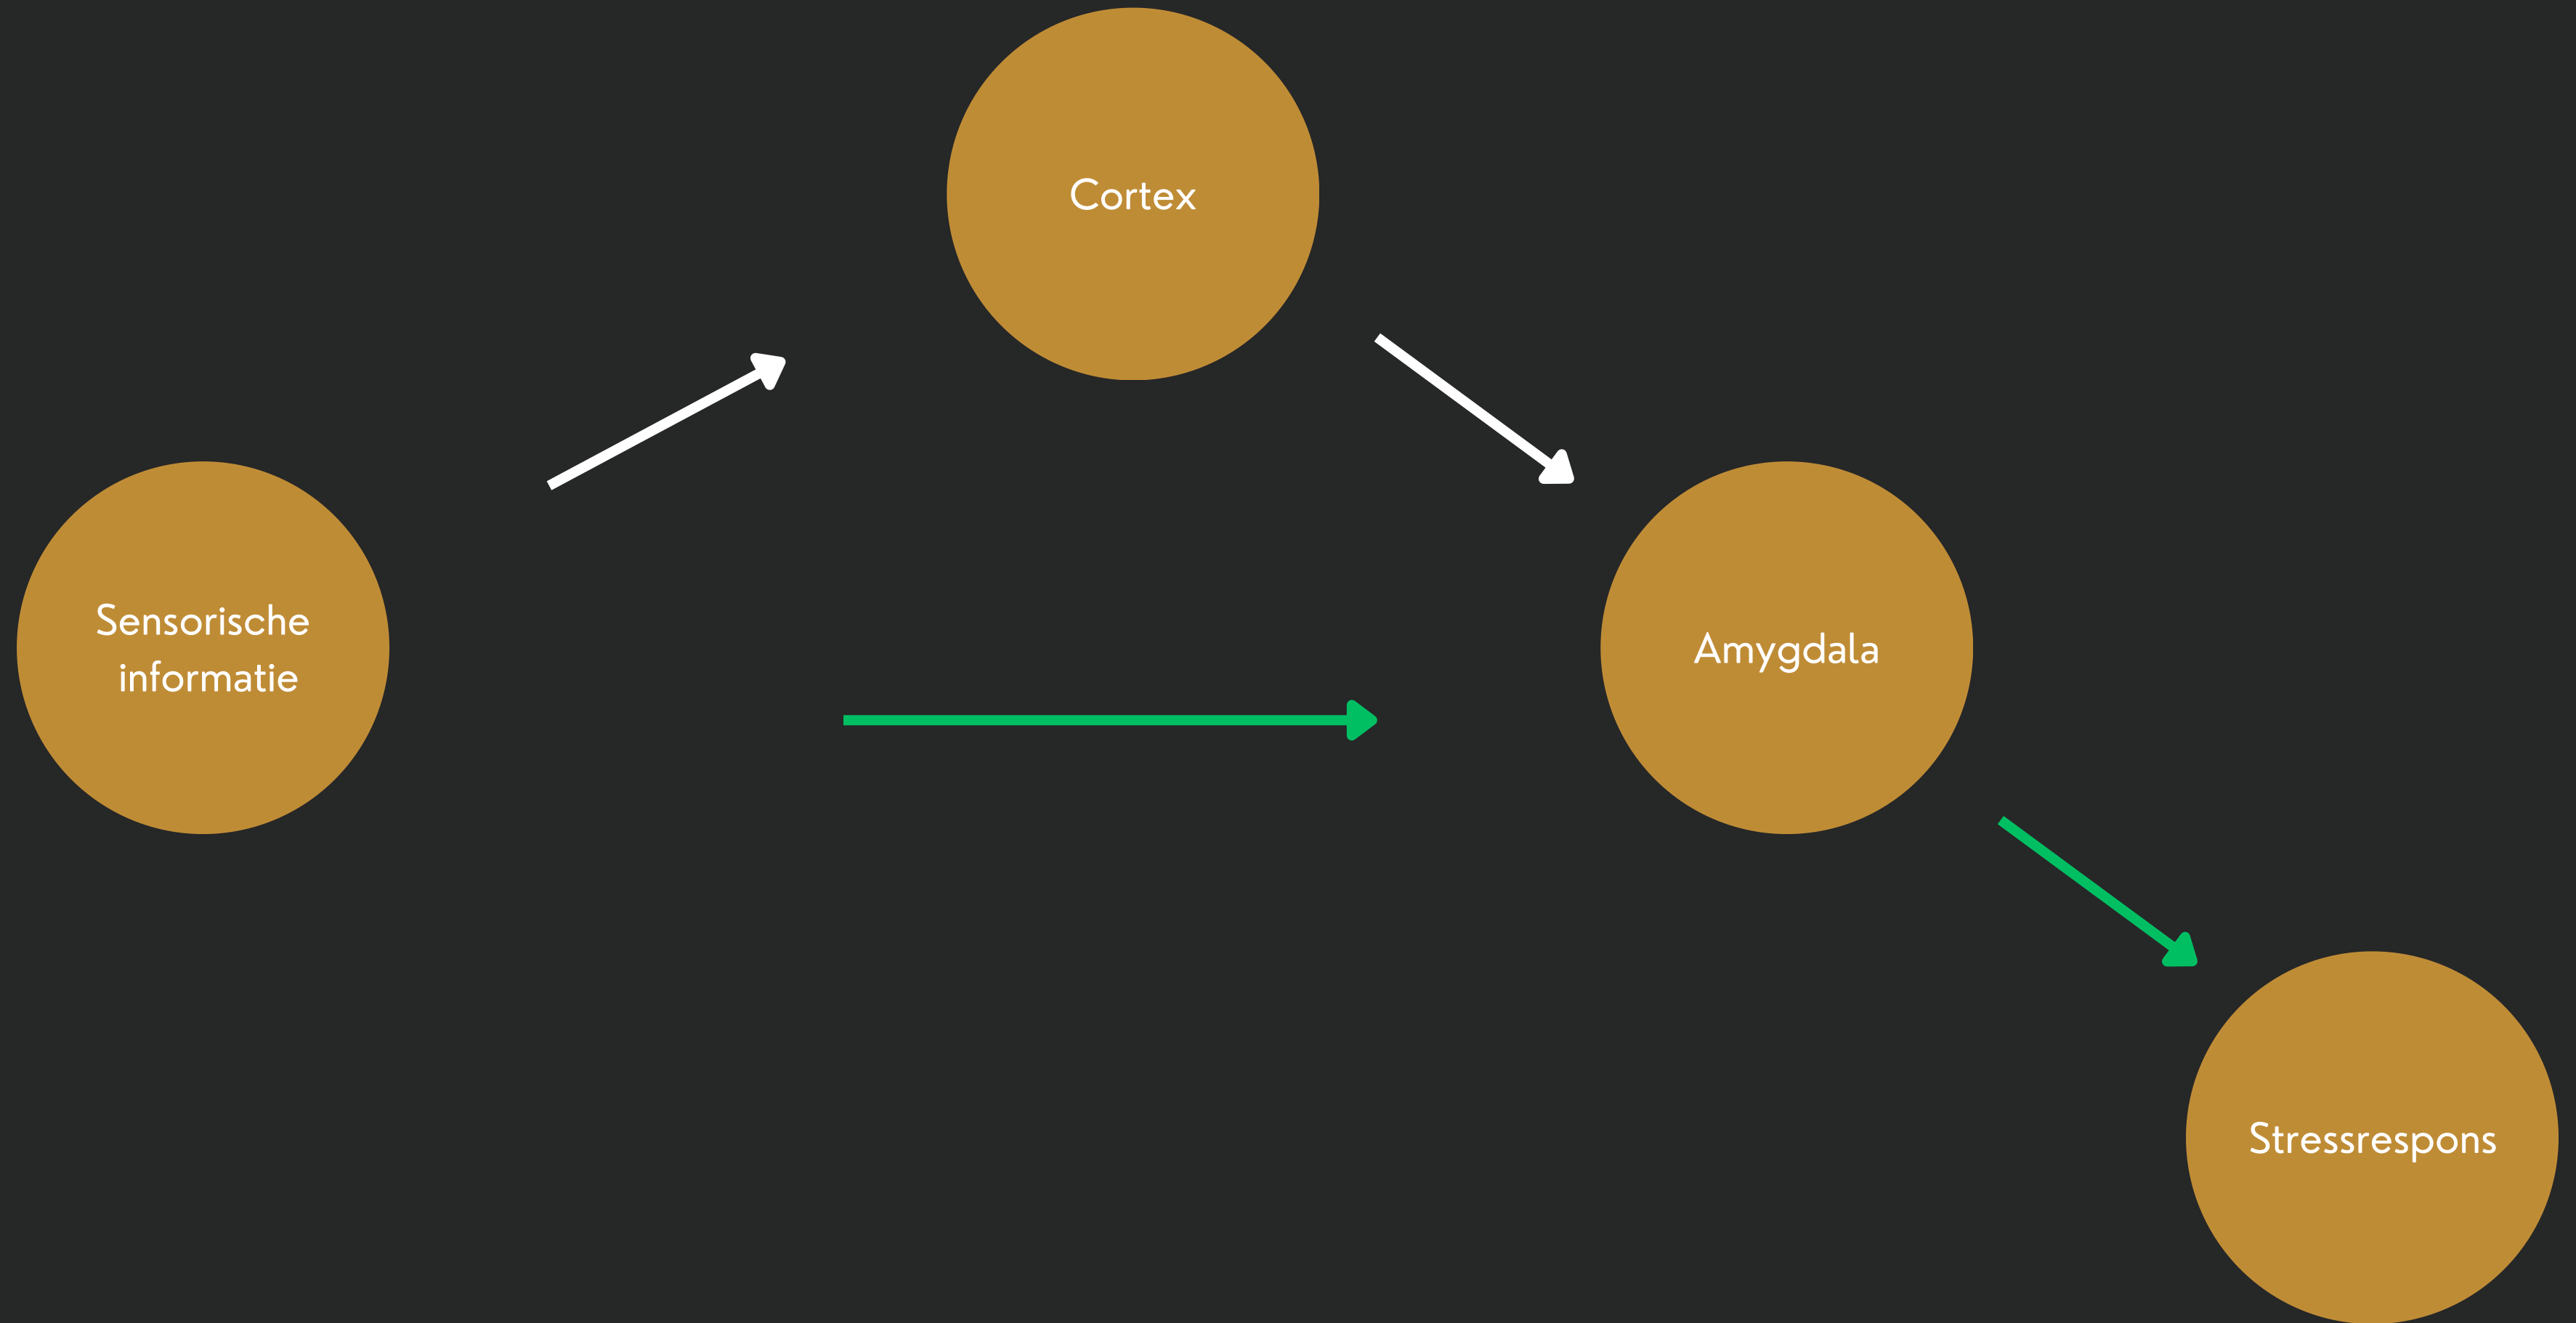 Cortex
Sensorische
informatie
Amygdala
Stressrespons